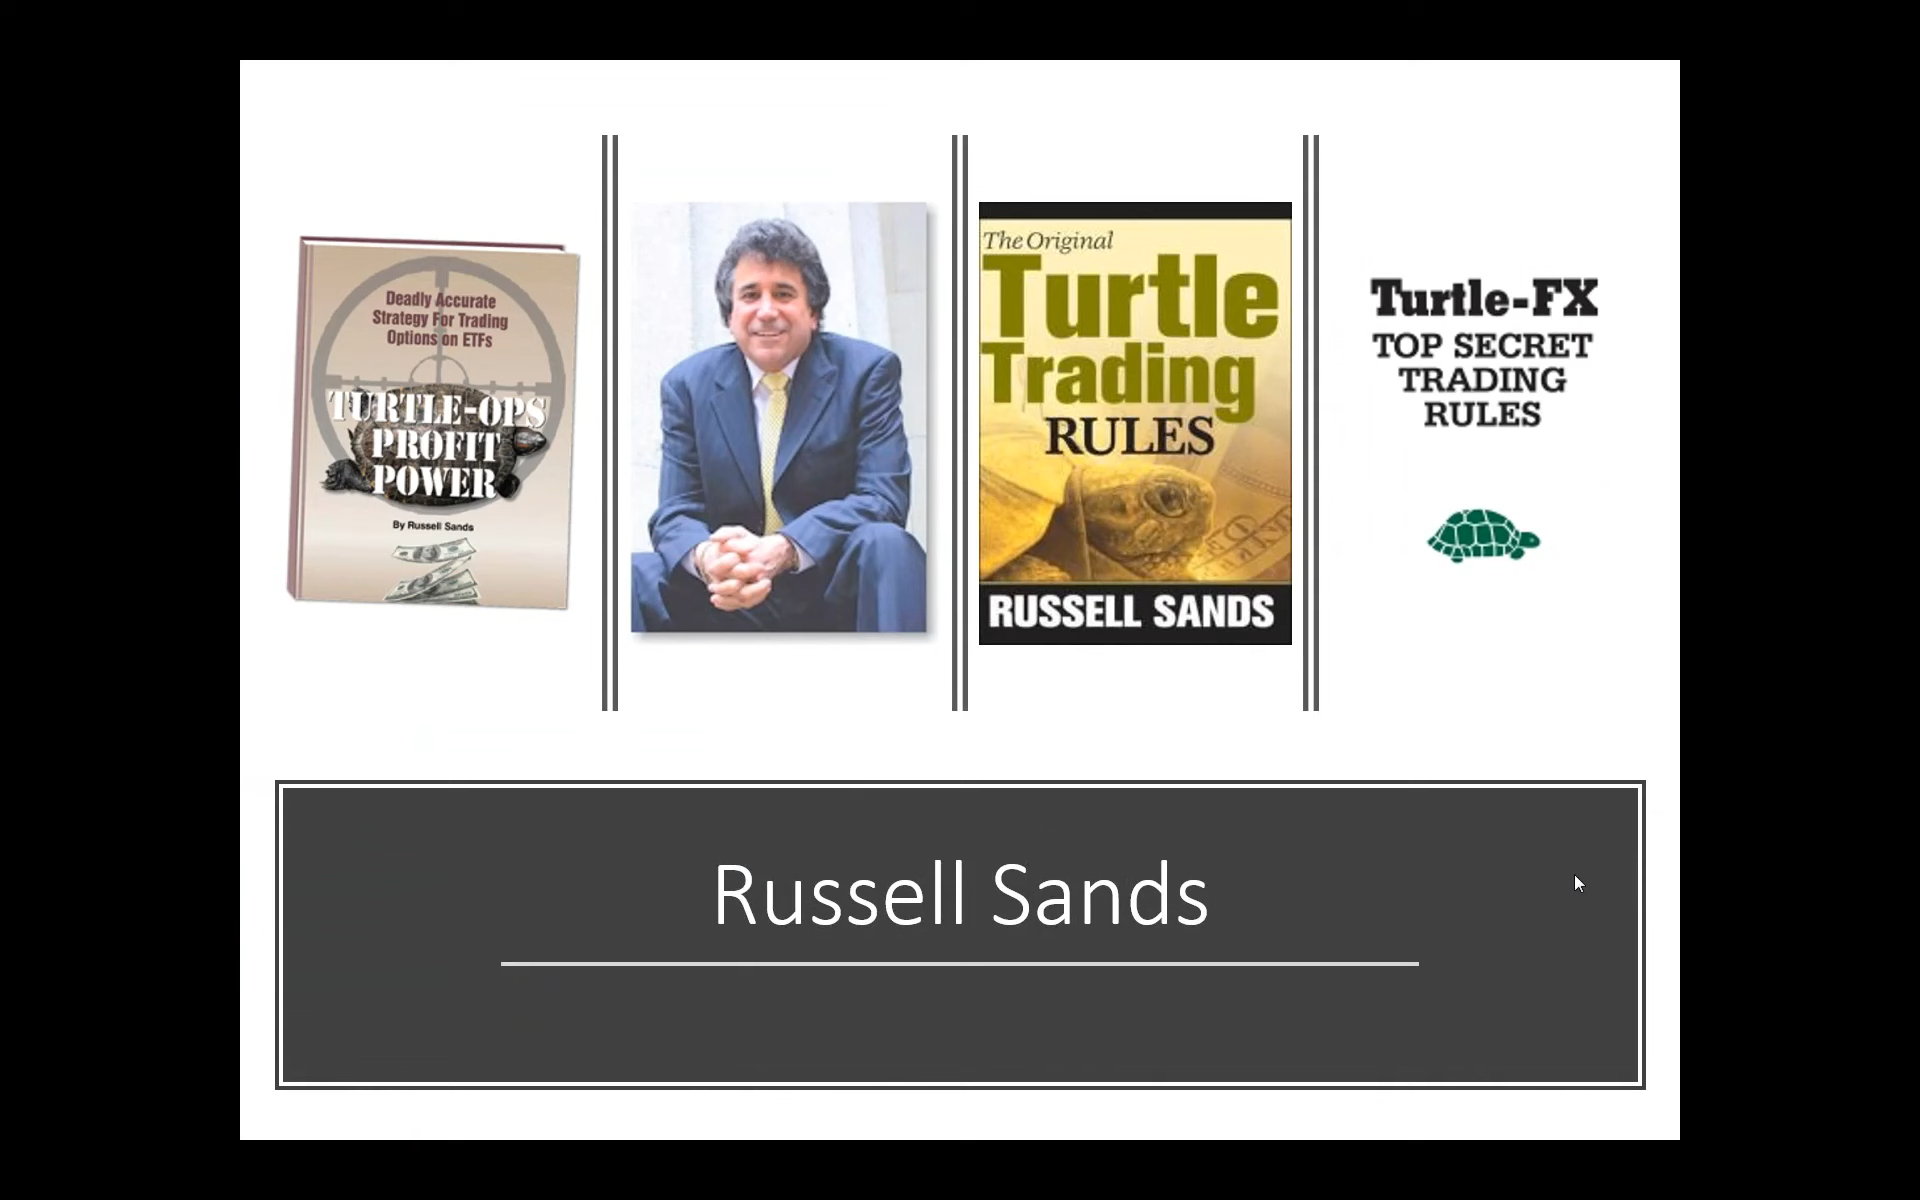 Deadly Accurate
Strategy For Trading
Options on ETFs
TURTLE-OPS
PROFIT
POWER
By Russell Sands
The Original
Turtle
Trading
RULES
RUSSELL SANDS
Turtle-FX
TOP SECRET
TRADING
RULES
Russell Sands